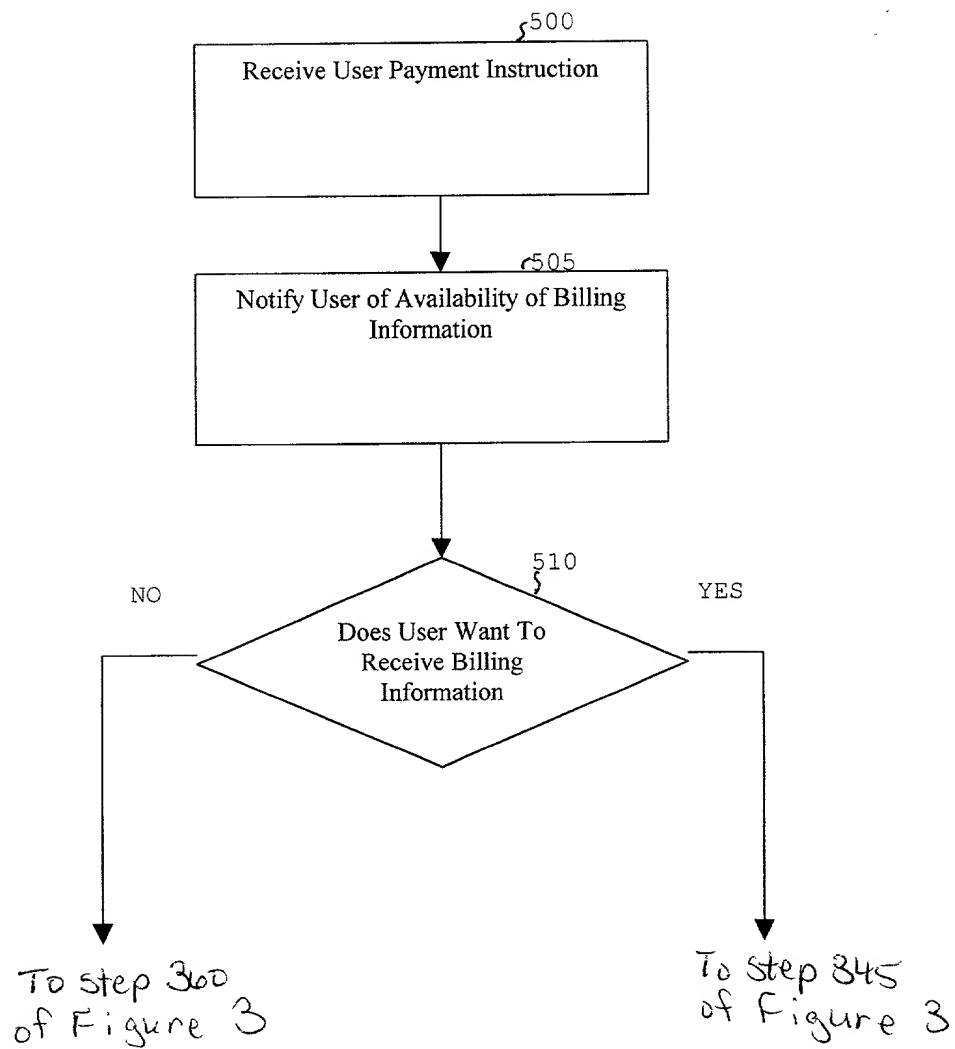 500
Receive User Payment Instruction
505
Notify User of Availability of Billing
Information
510
NO
YES
Does User Want To
Receive Billing
Information
To step 360
of Figure 3
To step 345
of Figure 3